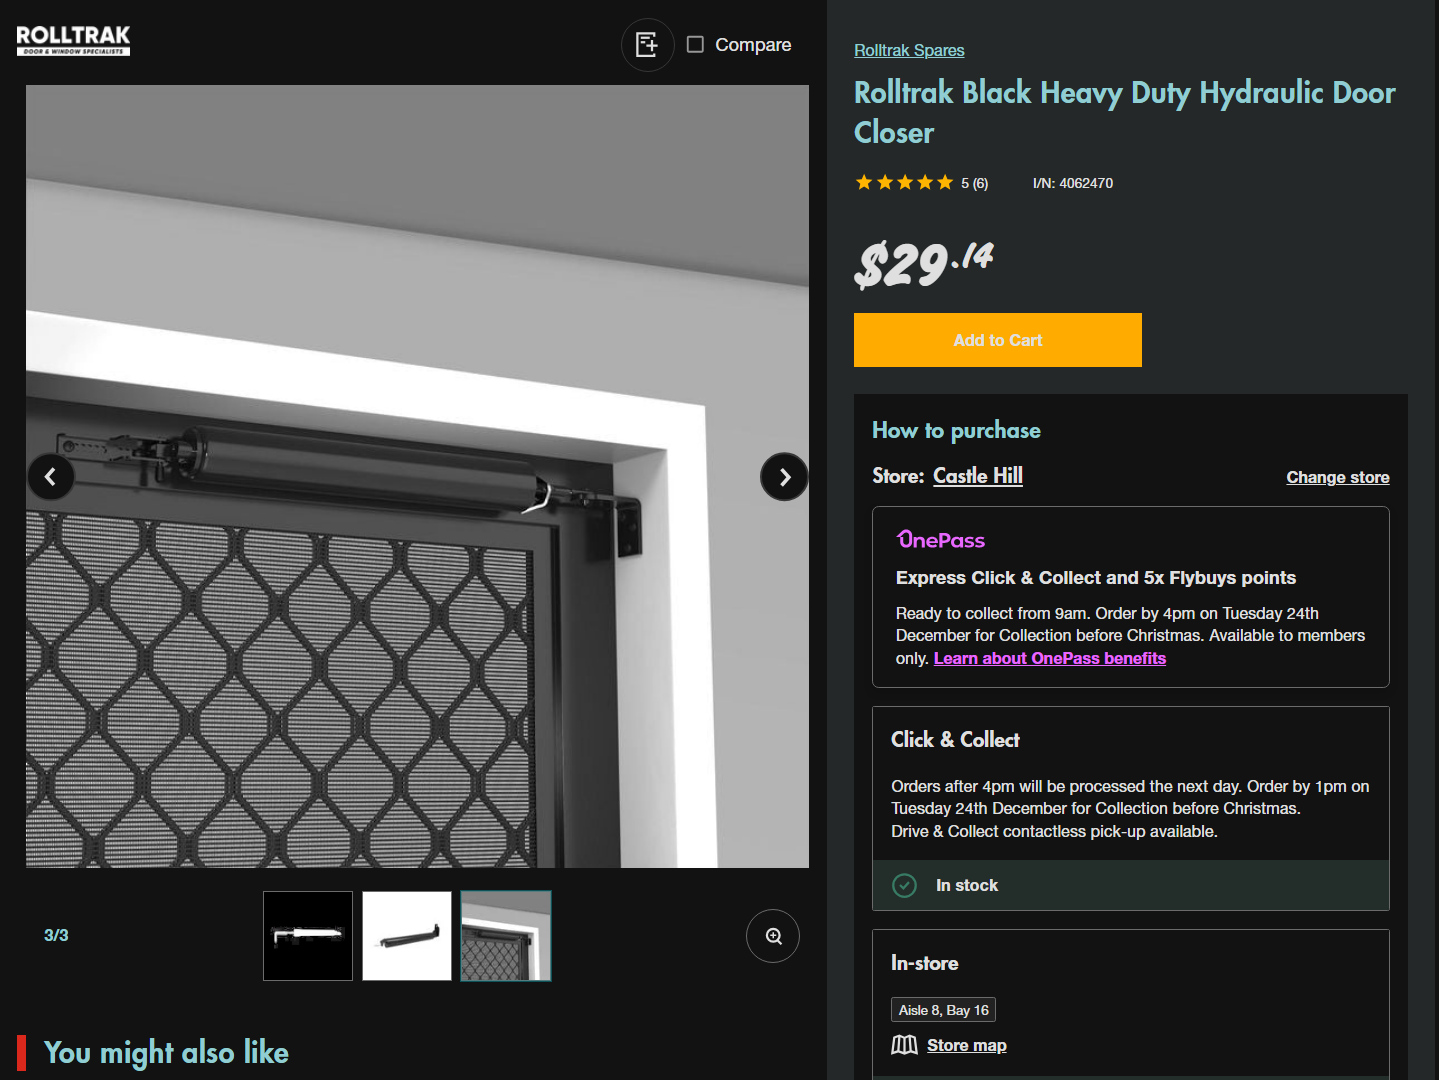 ROLLTRAK
DOOR & WINDOW SPECIALISTS
Compare
3/3
You might also like
Rolltrak Spares
Rolltrak Black Heavy Duty Hydraulic Door
Closer
5 (6)
I/N: 4062470
$29.14
Add to Cart
How to purchase
Store: Castle Hill
Change store
OnePass
Express Click & Collect and 5x Flybuys points
Ready to collect from 9am. Order by 4pm on Tuesday 24th
December for Collection before Christmas. Available to members
only. Learn about OnePass benefits
Click & Collect
Orders after 4pm will be processed the next day. Order by 1pm on
Tuesday 24th December for Collection before Christmas.
Drive & Collect contactless pick-up available.
In stock
In-store
Aisle 8, Bay 16
Store map